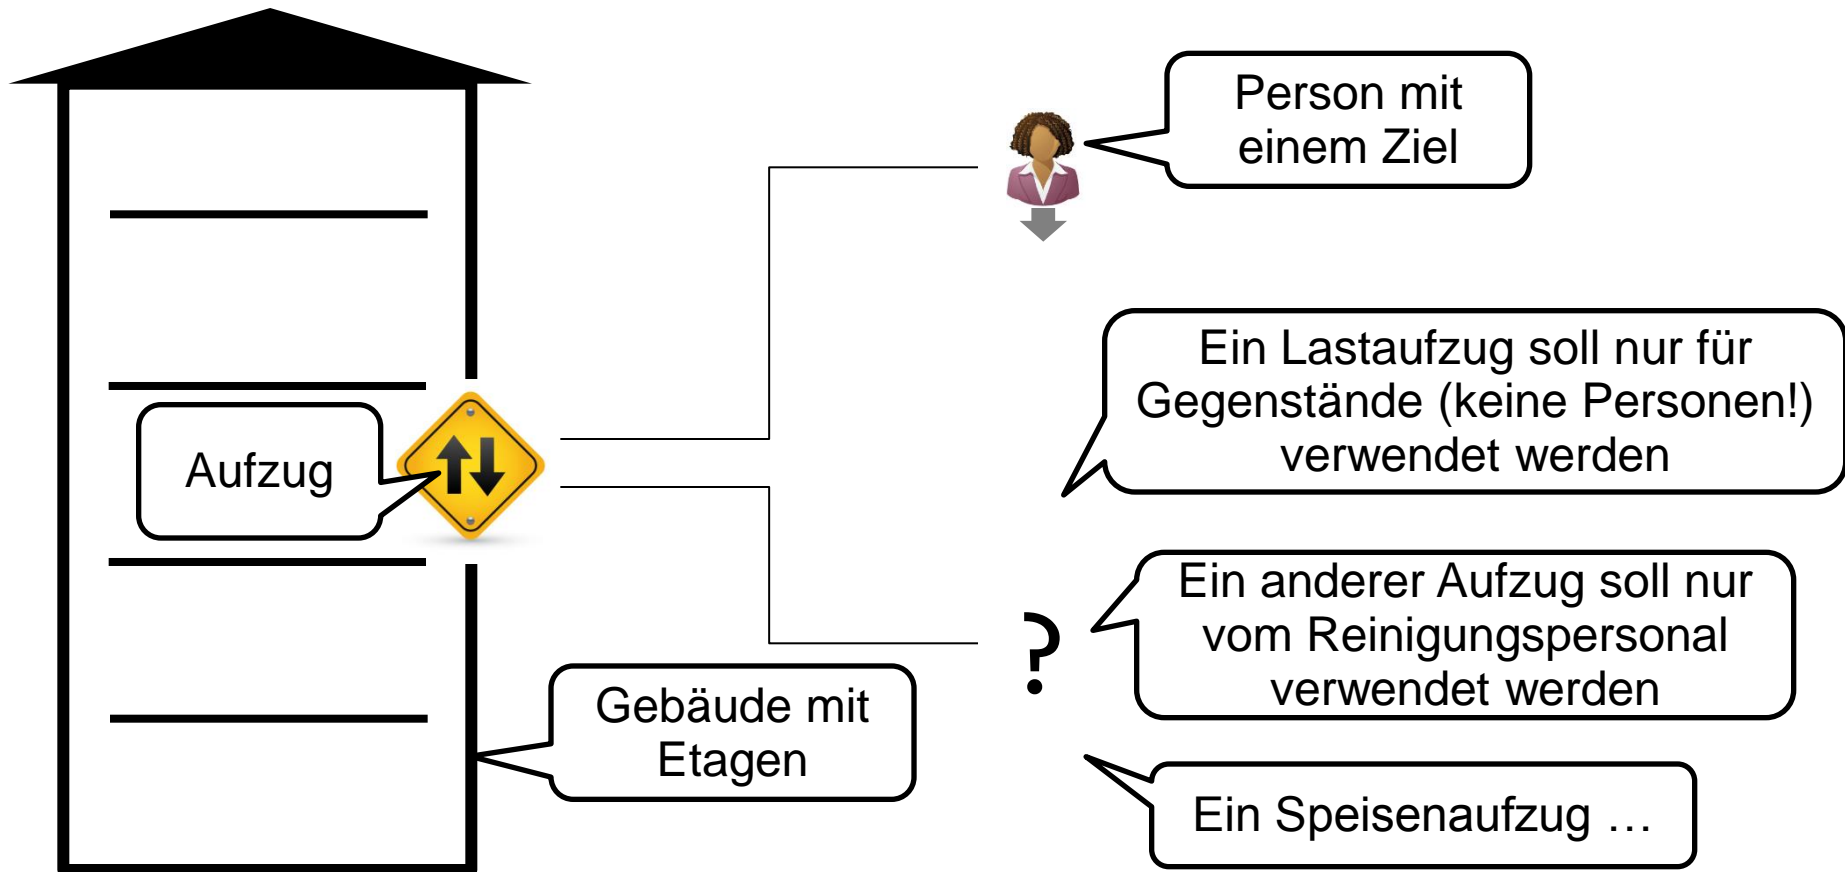 Person mit
einem Ziel
Ein Lastaufzug soll nur für
Gegenstände (keine Personen!)
verwendet werden
Aufzug
Ein anderer Aufzug soll nur
vom Reinigungspersonal
verwendet werden
?
Gebäude mit
Etagen
Ein Speisenaufzug …